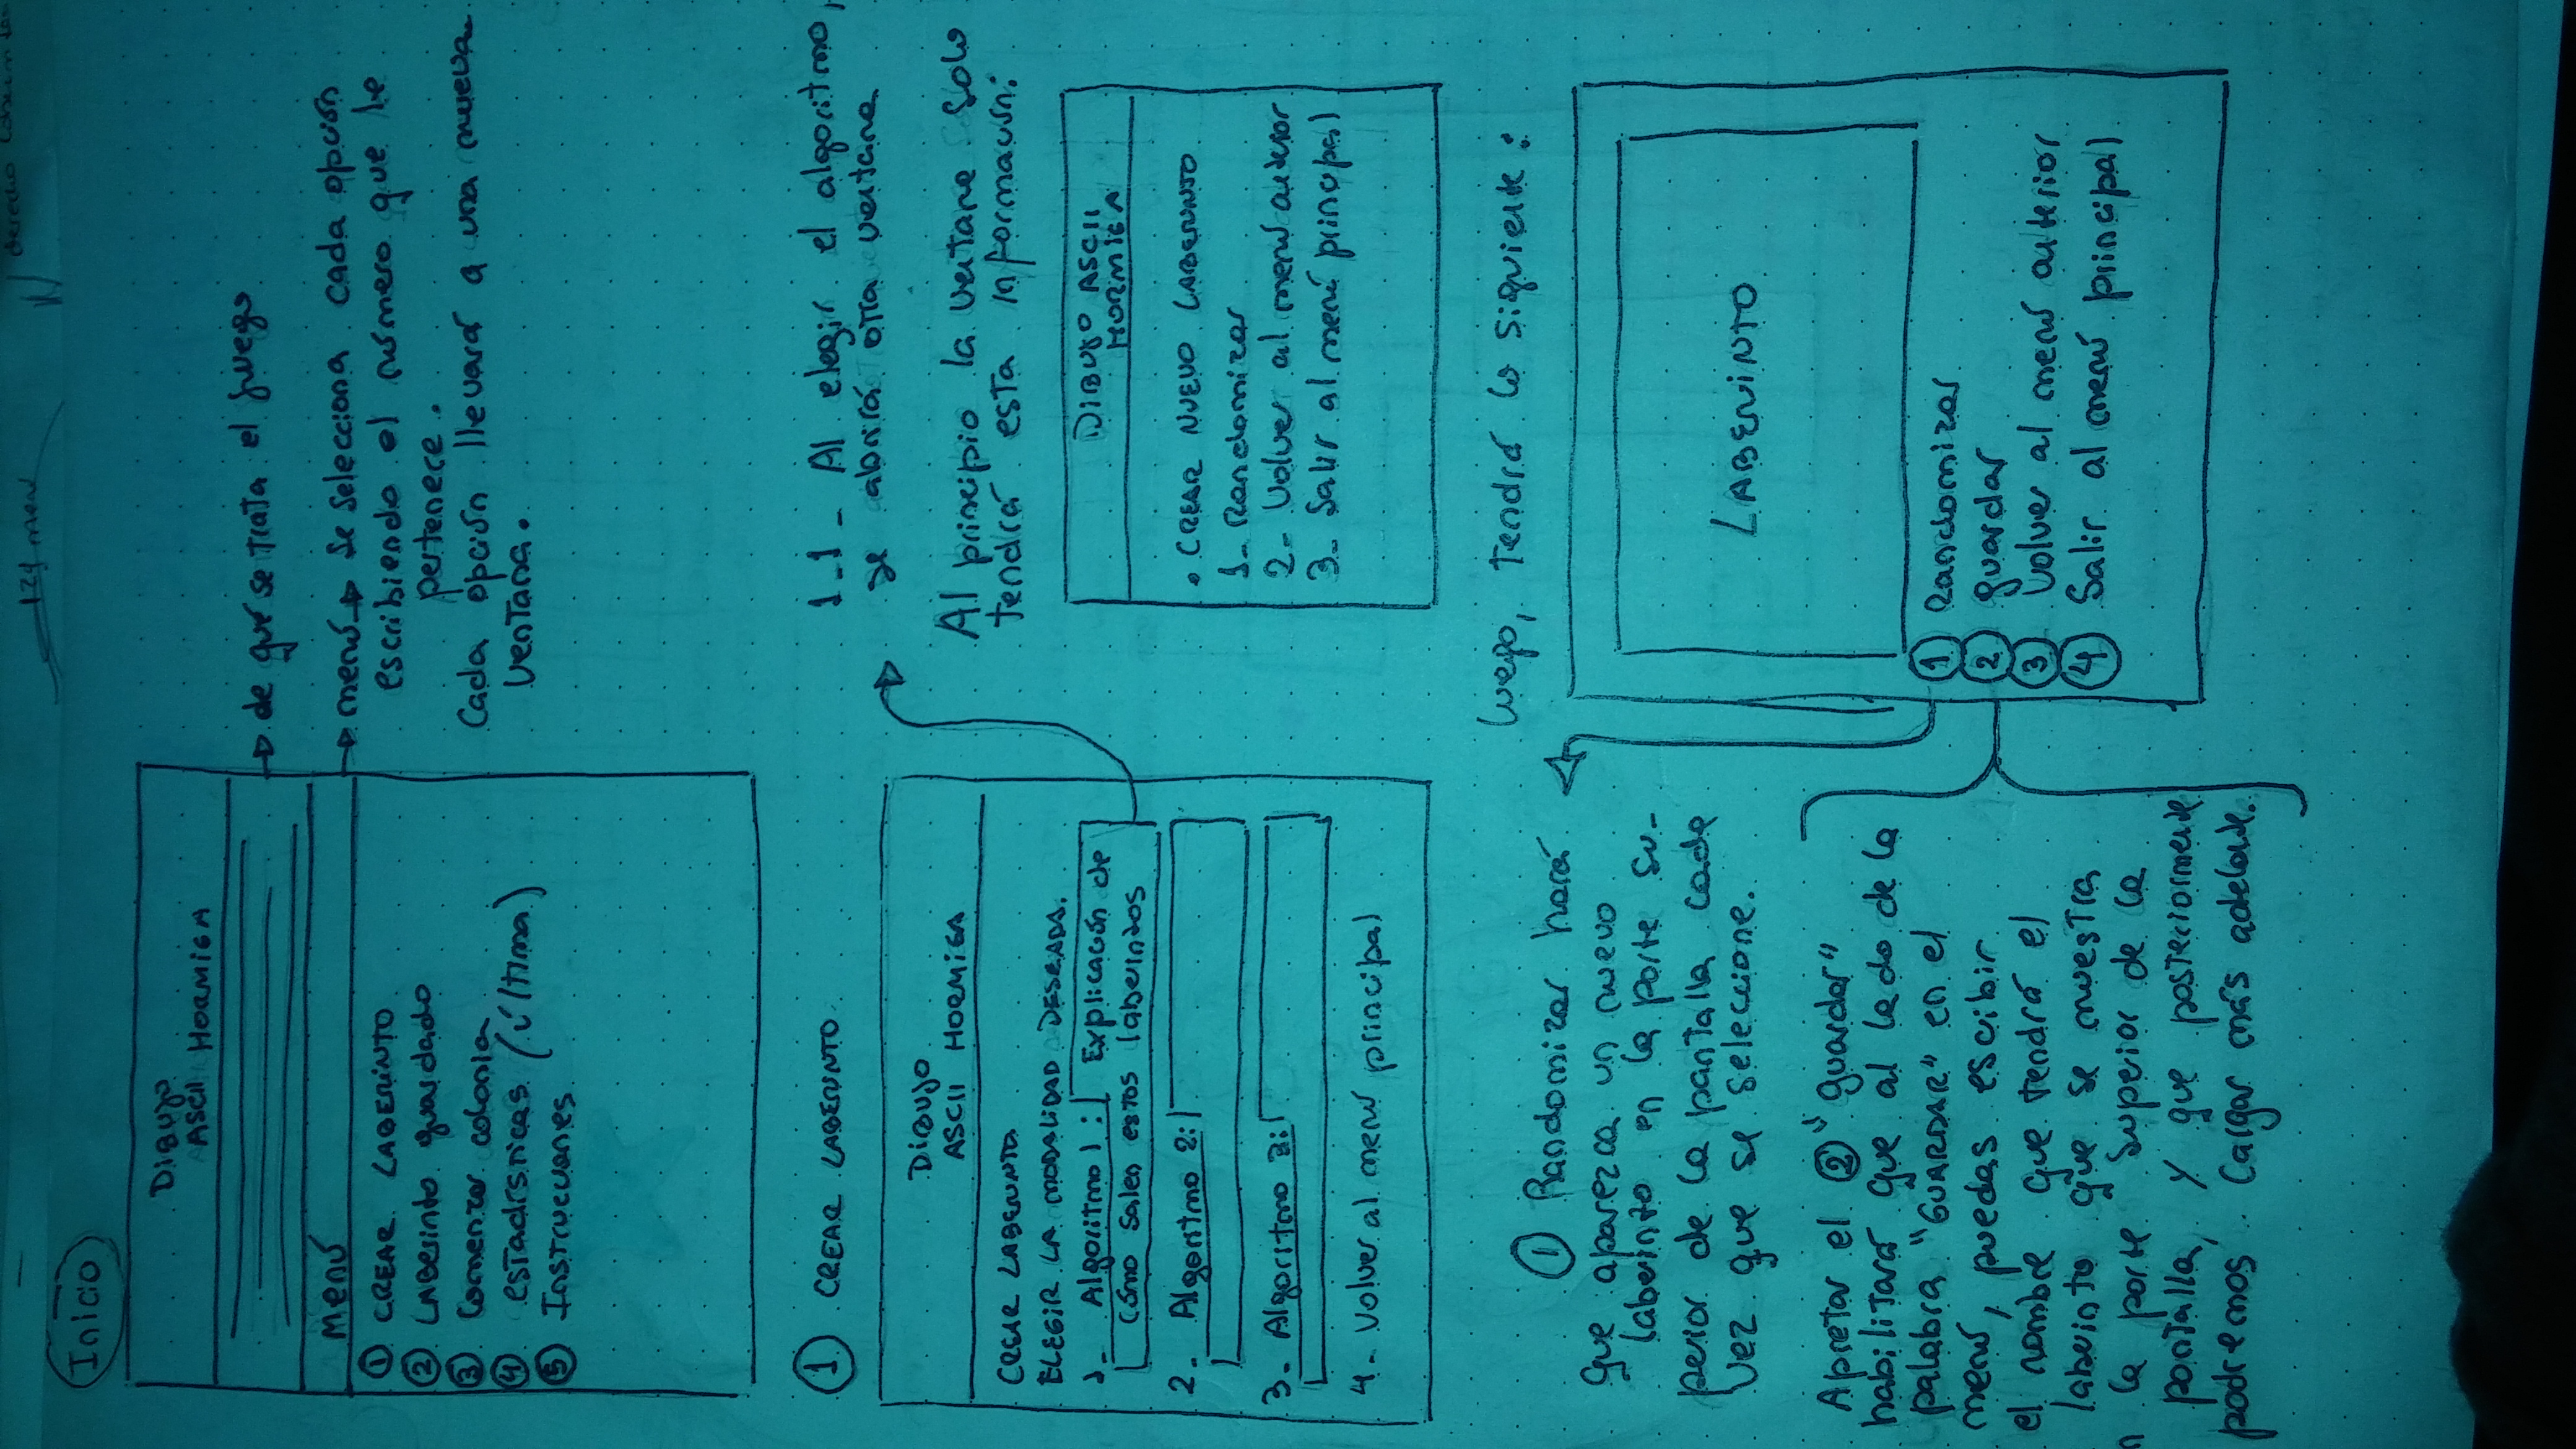 129 menú
derecho
Inicio
Dibujo
ASCII HORMIGA
→ de qué se trata el juego
menú
→ menú → Se selecciona cada opción
escribiendo el número que le
pertenece.
Cada opción llevará a una nueva
ventana.
① CREAR LABERINTO
② LABerinto guardado
③ Comenzar colonia
④ estadísticas (última)
⑤ Instrucciones
① CREAR LABERINTO
Dibujo
ASCII HORMIGA
CREAR LABERINTO
ELEGIR LA MODALIDAD DESEADA.
1- Algoritmo 1: Explicación de
cómo salen estos laberintos
2- Algoritmo 2:
3- Algoritmo 3:
4- Volver al menú principal
1-1- Al elegir el algoritmo,
se abrirá otra ventana
Al principio la ventana solo
tendrá esta información:
DIBUJO ASCII
HORMIGA
• CREAR NUEVO LABERINTO
1- Randomizar
2- Volver al menú anterior
3- Salir al menú principal
luego, tendrá lo siguiente:
① Randomizar hará
que aparezca un nuevo
laberinto en la parte su-
perior de la pantalla cada
vez que se seleccione.
Apretar el ② "guardar"
habilitará que al lado de la
palabra "GUARDAR" en el
menú, puedas escibir
el nombre que tendrá el
laberinto que se muestra
n la parte superior de la
pantalla, y que posteriormente
podremos cargar más adelante.
LABERINTO
① Randomizar
② guardar
③ Volver al menú anterior
④ Salir al menú principal